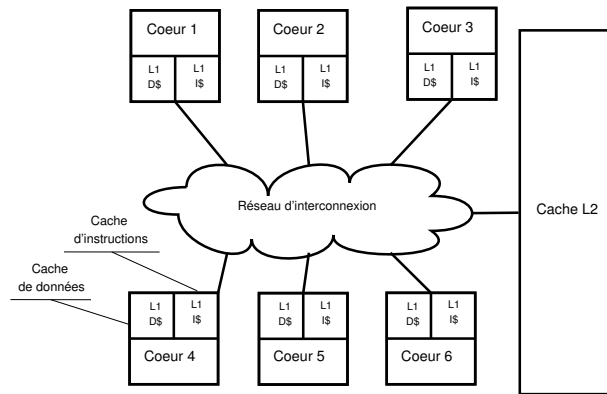 Coeur 1
L1
D$
L1
I$
Coeur 2
L1
D$
L1
I$
Coeur 3
L1
D$
L1
I$
Réseau d'interconnexion
Cache L2
Cache
d'instructions
Cache
de données
L1
D$
L1
I$
Coeur 4
L1
D$
L1
I$
Coeur 5
L1
D$
L1
I$
Coeur 6